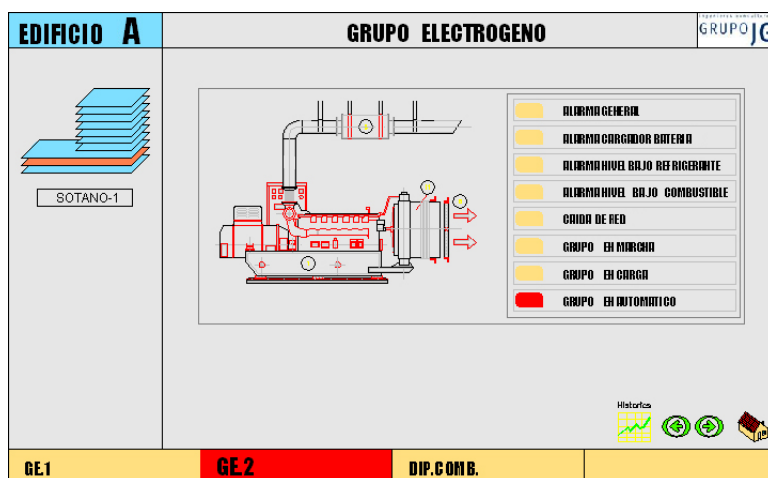 EDIFICIO A
GRUPO ELECTROGENO
GRUPO JG
SOTANO-1
ALARMA GENERAL
ALARMA CARGADOR BATERIA
ALARMA NIVEL BAJO REFRIGERANTE
ALARMA NIVEL BAJO COMBUSTIBLE
CAIDA DE RED
GRUPO EN MARCHA
GRUPO EN CARGA
GRUPO EN AUTOMATICO
Historics
GE.1
GE.2
DIP.COMB.